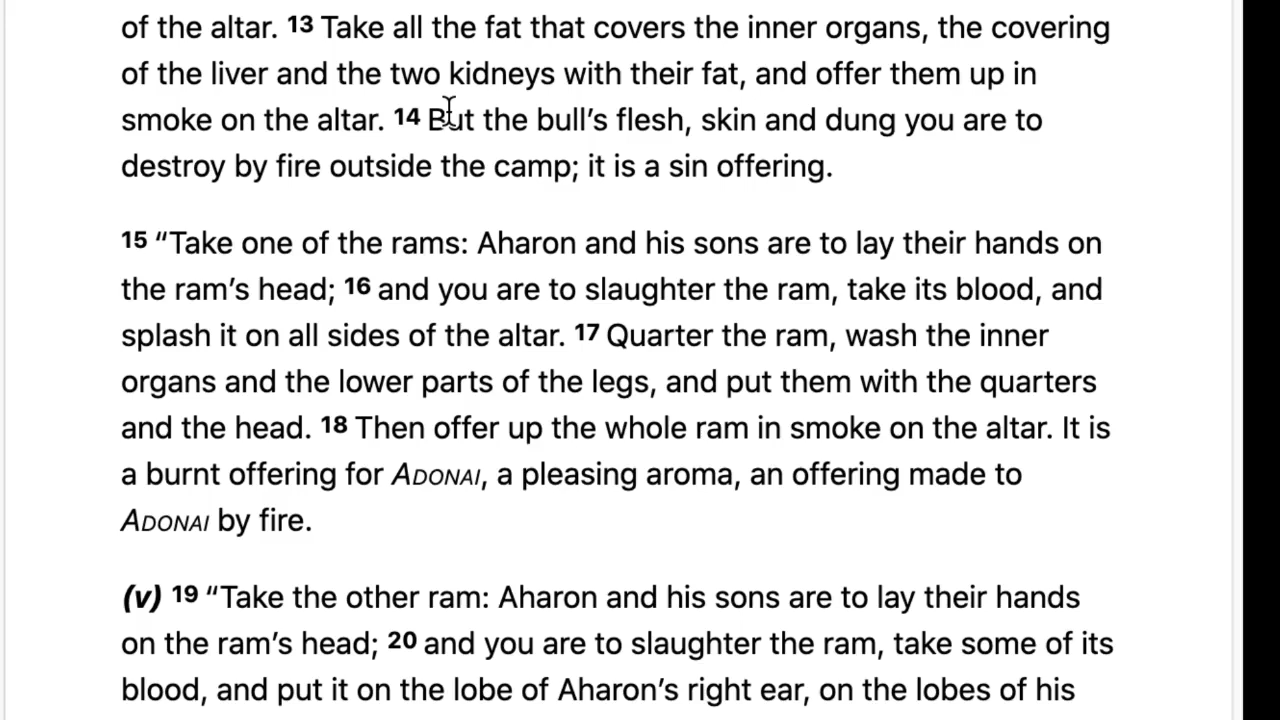 of the altar. 13 Take all the fat that covers the inner organs, the covering
of the liver and the two kidneys with their fat, and offer them up in
smoke on the altar. 14 But the bull’s flesh, skin and dung you are to
destroy by fire outside the camp; it is a sin offering.
15 “Take one of the rams: Aharon and his sons are to lay their hands on
the ram’s head; 16 and you are to slaughter the ram, take its blood, and
splash it on all sides of the altar. 17 Quarter the ram, wash the inner
organs and the lower parts of the legs, and put them with the quarters
and the head. 18 Then offer up the whole ram in smoke on the altar. It is
a burnt offering for ADONAI, a pleasing aroma, an offering made to
ADONAI by fire.
(v) 19 “Take the other ram: Aharon and his sons are to lay their hands
on the ram’s head; 20 and you are to slaughter the ram, take some of its
blood, and put it on the lobe of Aharon’s right ear, on the lobes of his